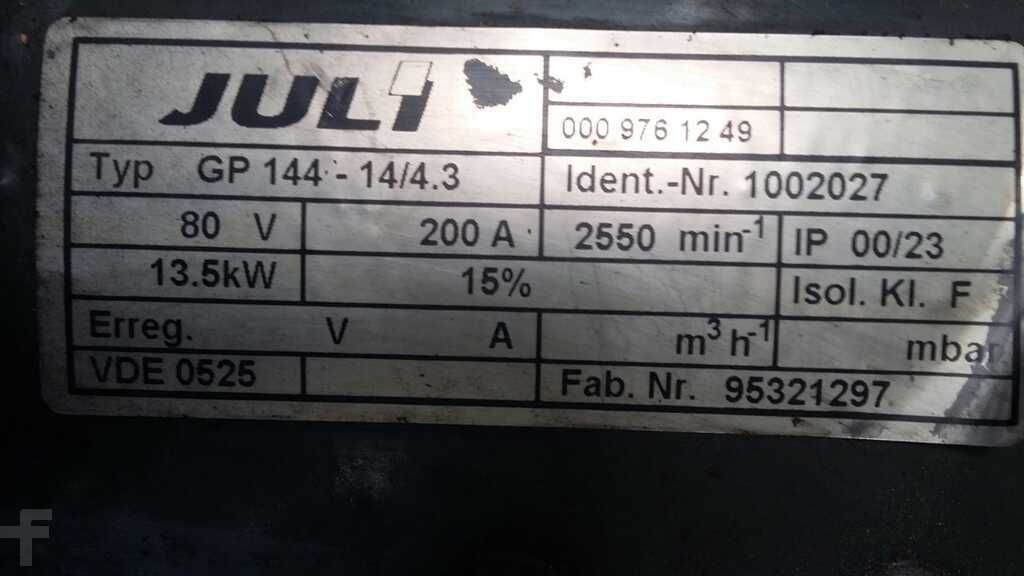 JULI
000 976 12 49
Typ GP 144 - 14/4.3 Ident.-Nr. 1002027
80 V 200 A 2550 min-1 IP 00/23
13.5kW 15% Isol. Kl. F
Erreg. V A m3 h-1 mbar
VDE 0525 Fab. Nr. 95321297